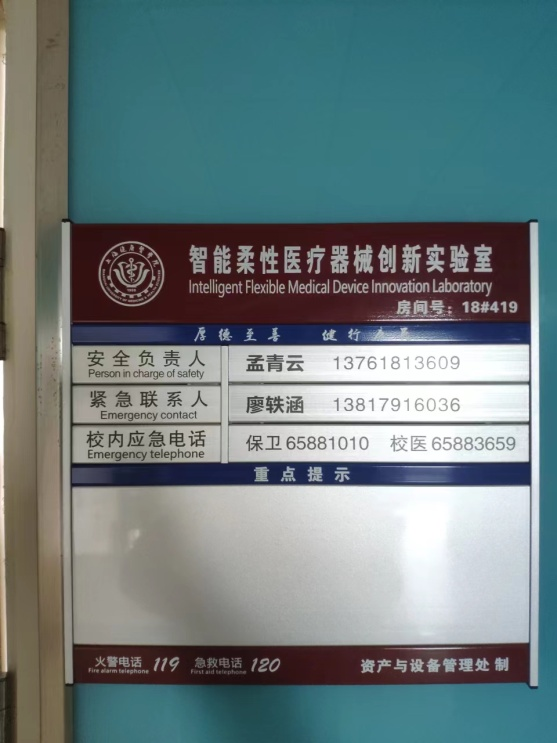 智能柔性医疗器械创新实验室
Intelligent Flexible Medical Device Innovation Laboratory
房间号：18#419
厚德至善 健行
安全负责人 孟青云 13761813609
Person in charge of safety
紧急联系人 廖轶涵 13817916036
Emergency contact
校内应急电话 保卫 65881010 校医 65883659
Emergency telephone
重点提示
火警电话 119 急救电话 120 资产与设备管理处 制
Fire alarm telephone First aid telephone